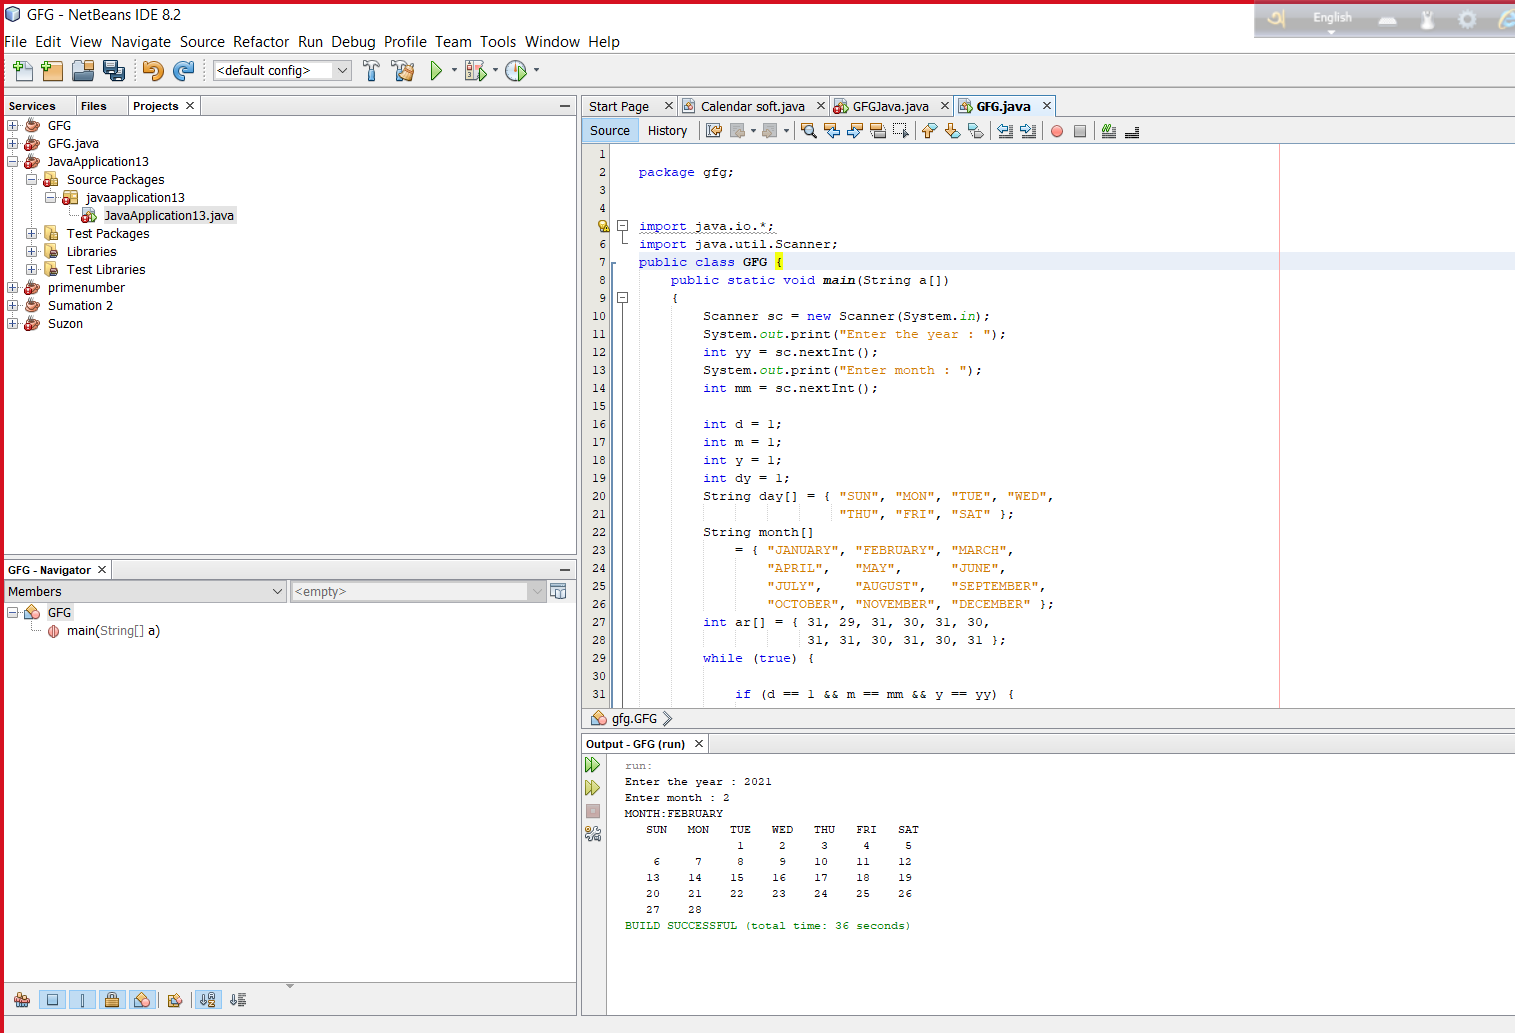 GFG - NetBeans IDE 8.2
English
File Edit View Navigate Source Refactor Run Debug Profile Team Tools Window Help
<default config>
Services Files Projects
GFG
GFG.java
JavaApplication13
Source Packages
javaapplication13
JavaApplication13.java
Test Packages
Libraries
Test Libraries
primenumber
Sumation 2
Suzon
GFG - Navigator
Members <empty>
GFG
main(String[] a)
Start Page Calendar soft.java GFGJava.java GFG.java
Source History
1
2 package gfg;
3
4
import java.io.*;
6 import java.util.Scanner;
7 public class GFG {
8 public static void main(String a[])
9 {
10 Scanner sc = new Scanner(System.in);
11 System.out.print("Enter the year : ");
12 int yy = sc.nextInt();
13 System.out.print("Enter month : ");
14 int mm = sc.nextInt();
15
16 int d = 1;
17 int m = 1;
18 int y = 1;
19 int dy = 1;
20 String day[] = { "SUN", "MON", "TUE", "WED",
21 "THU", "FRI", "SAT" };
22 String month[]
23 = { "JANUARY", "FEBRUARY", "MARCH",
24 "APRIL", "MAY", "JUNE",
25 "JULY", "AUGUST", "SEPTEMBER",
26 "OCTOBER", "NOVEMBER", "DECEMBER" };
27 int ar[] = { 31, 29, 31, 30, 31, 30,
28 31, 31, 30, 31, 30, 31 };
29 while (true) {
30
31 if (d == 1 && m == mm && y == yy) {
gfg.GFG
Output - GFG (run)
run:
Enter the year : 2021
Enter month : 2
MONTH:FEBRUARY
SUN MON TUE WED THU FRI SAT
1 2 3 4 5
6 7 8 9 10 11 12
13 14 15 16 17 18 19
20 21 22 23 24 25 26
27 28
BUILD SUCCESSFUL (total time: 36 seconds)